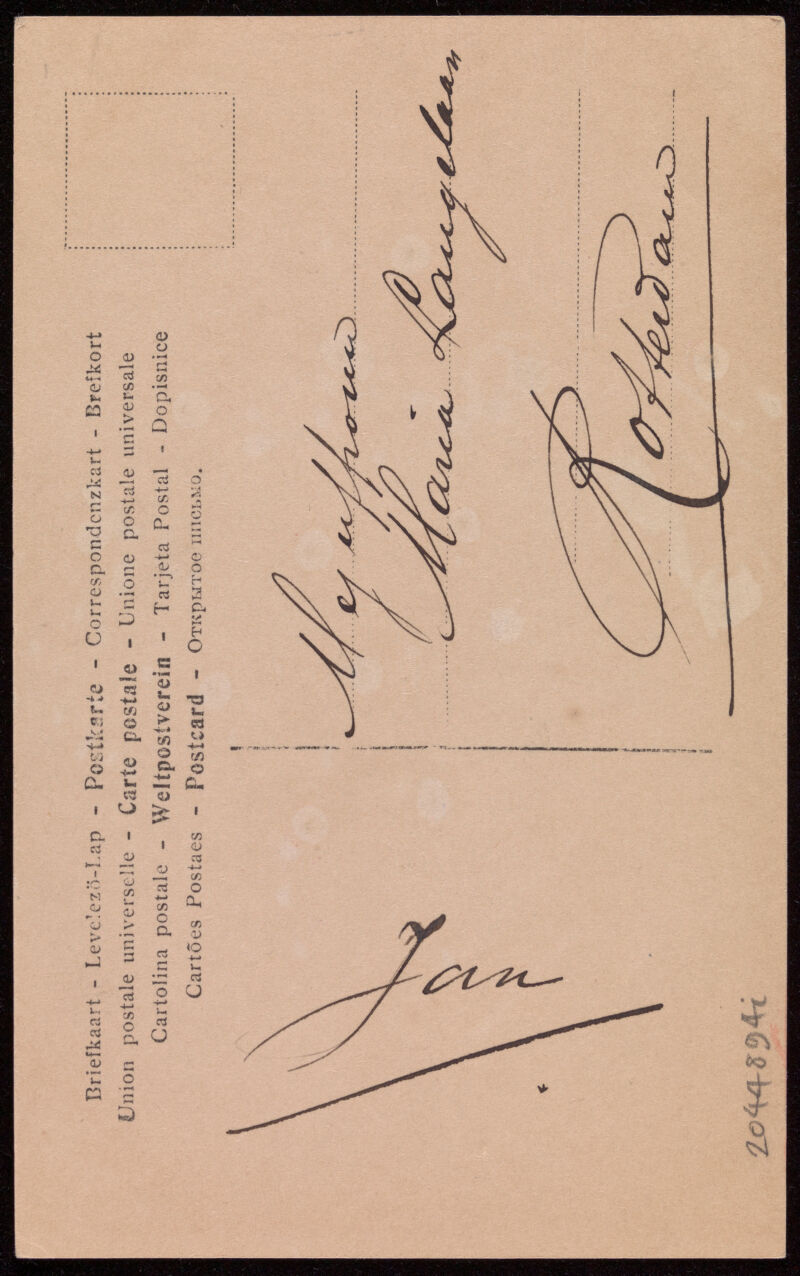 Briefkaart - Levelező-Lap - Postkarte - Correspondenzkart - Brefkort
Union postale universelle - Carte postale - Unione postale universale
Cartolina postale - Weltpostverein - Tarjeta Postal - Dopisnice
Cartões Postaes - Postcard - Открытое письмо.
Jan
Mejuffrouw
Maria Langelaan
Rotterdam
20444894i